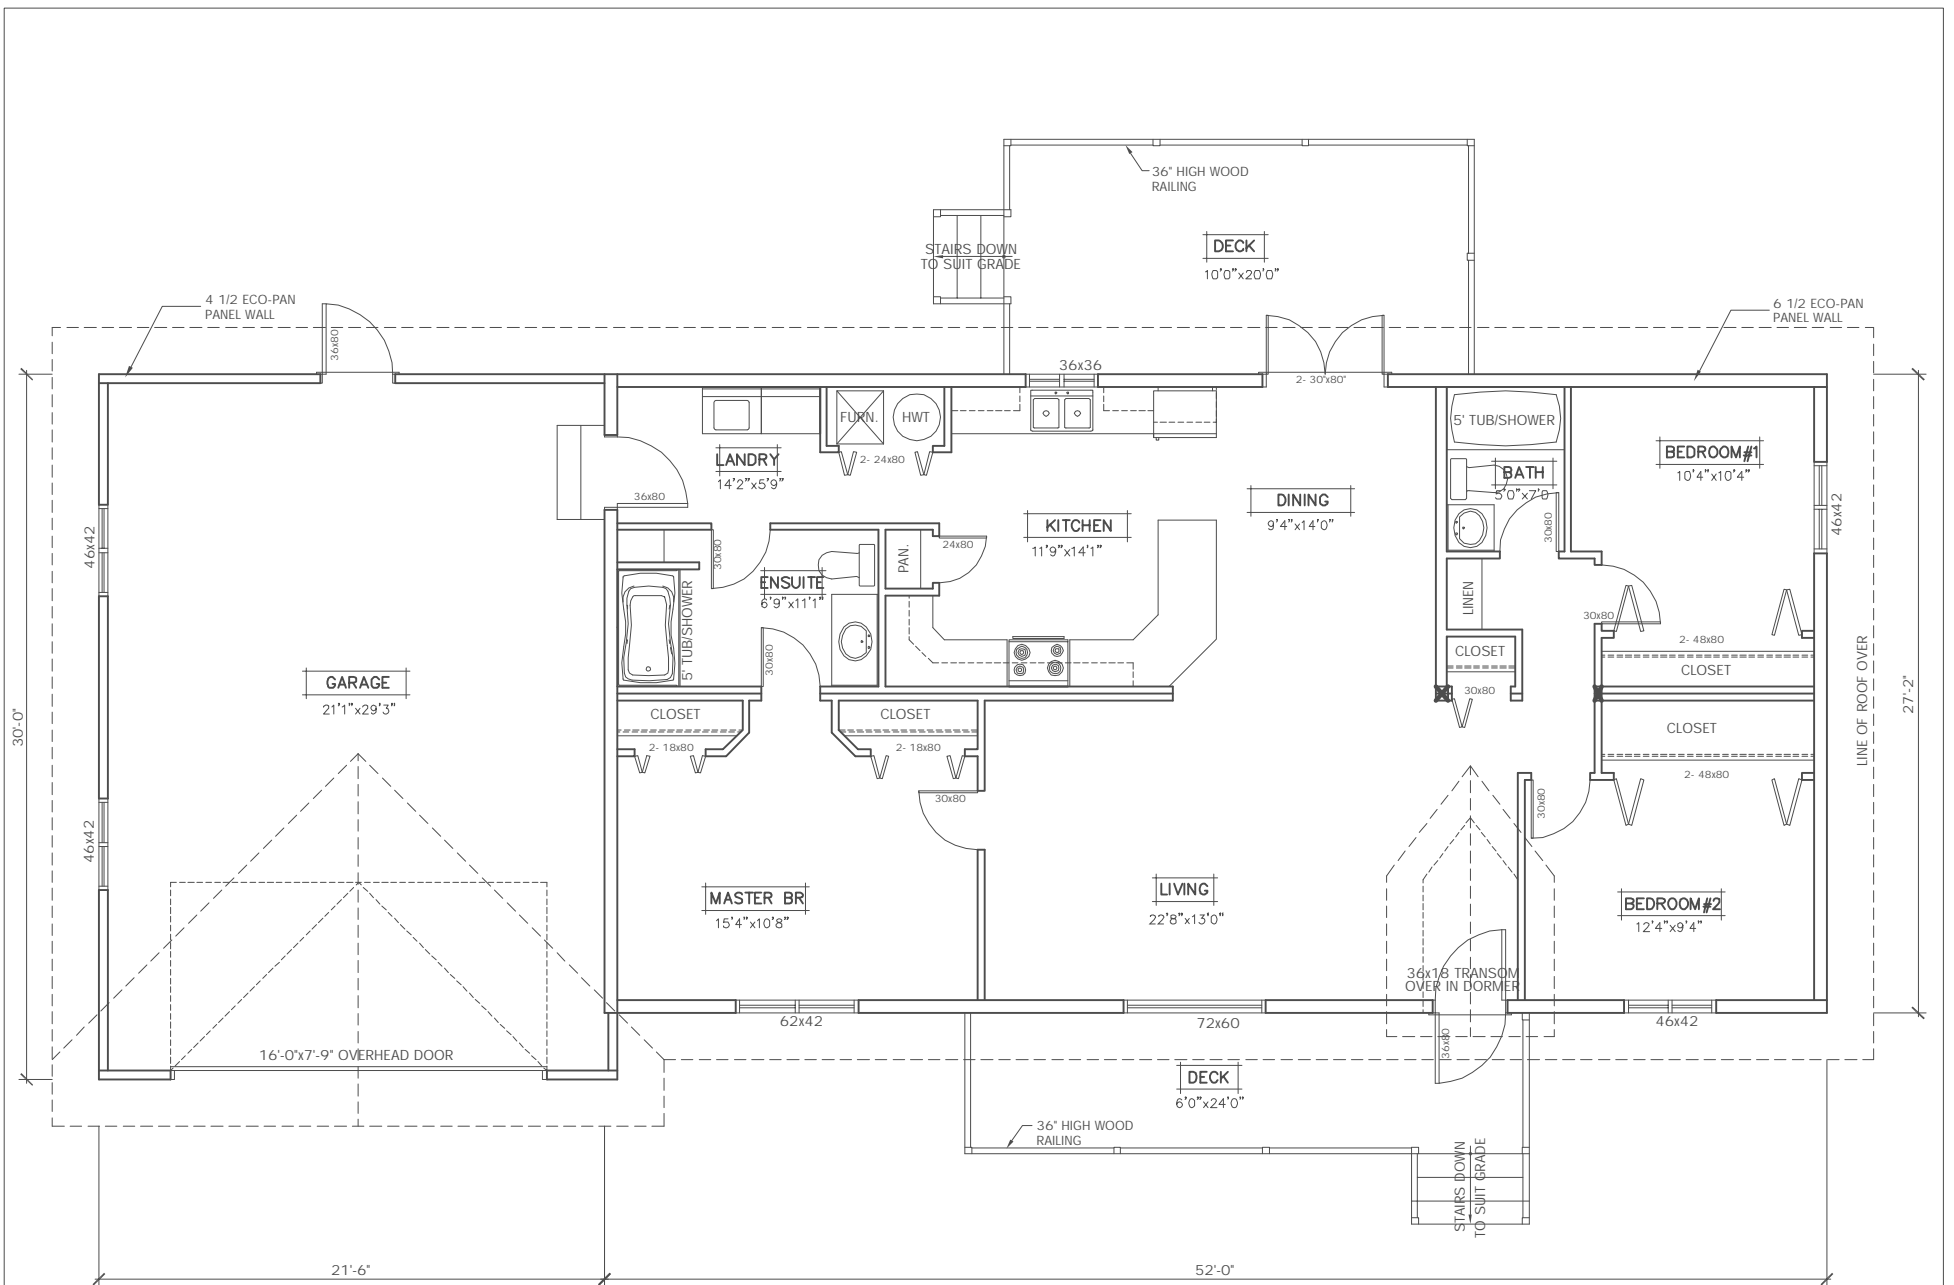 36" HIGH WOOD
RAILING
DECK
10'0"x20'0"
STAIRS DOWN
TO SUIT GRADE
4 1/2 ECO-PAN
PANEL WALL
36x80
6 1/2 ECO-PAN
PANEL WALL
36x36
2- 30"x80"
FURN.
HWT
2- 24x80
LANDRY
14'2"x5'9"
36x80
5' TUB/SHOWER
BATH
5'0"x7'0
30x80
BEDROOM#1
10'4"x10'4"
46x42
46x42
DINING
9'4"x14'0"
KITCHEN
11'9"x14'1"
PAN.
24x80
30x80
ENSUITE
6'9"x11'1"
5' TUB/SHOWER
30x80
LINEN
30x80
2- 48x80
CLOSET
CLOSET
30x80
GARAGE
21'1"x29'3"
30'-0"
27'-2"
LINE OF ROOF OVER
CLOSET
2- 18x80
CLOSET
2- 18x80
CLOSET
2- 48x80
30x80
30x80
46x42
MASTER BR
15'4"x10'8"
LIVING
22'8"x13'0"
BEDROOM#2
12'4"x9'4"
36x18 TRANSOM
OVER IN DORMER
62x42
72x60
46x42
36x80
16'-0"x7'-9" OVERHEAD DOOR
DECK
6'0"x24'0"
36" HIGH WOOD
RAILING
STAIRS DOWN
TO SUIT GRADE
21'-6"
52'-0"